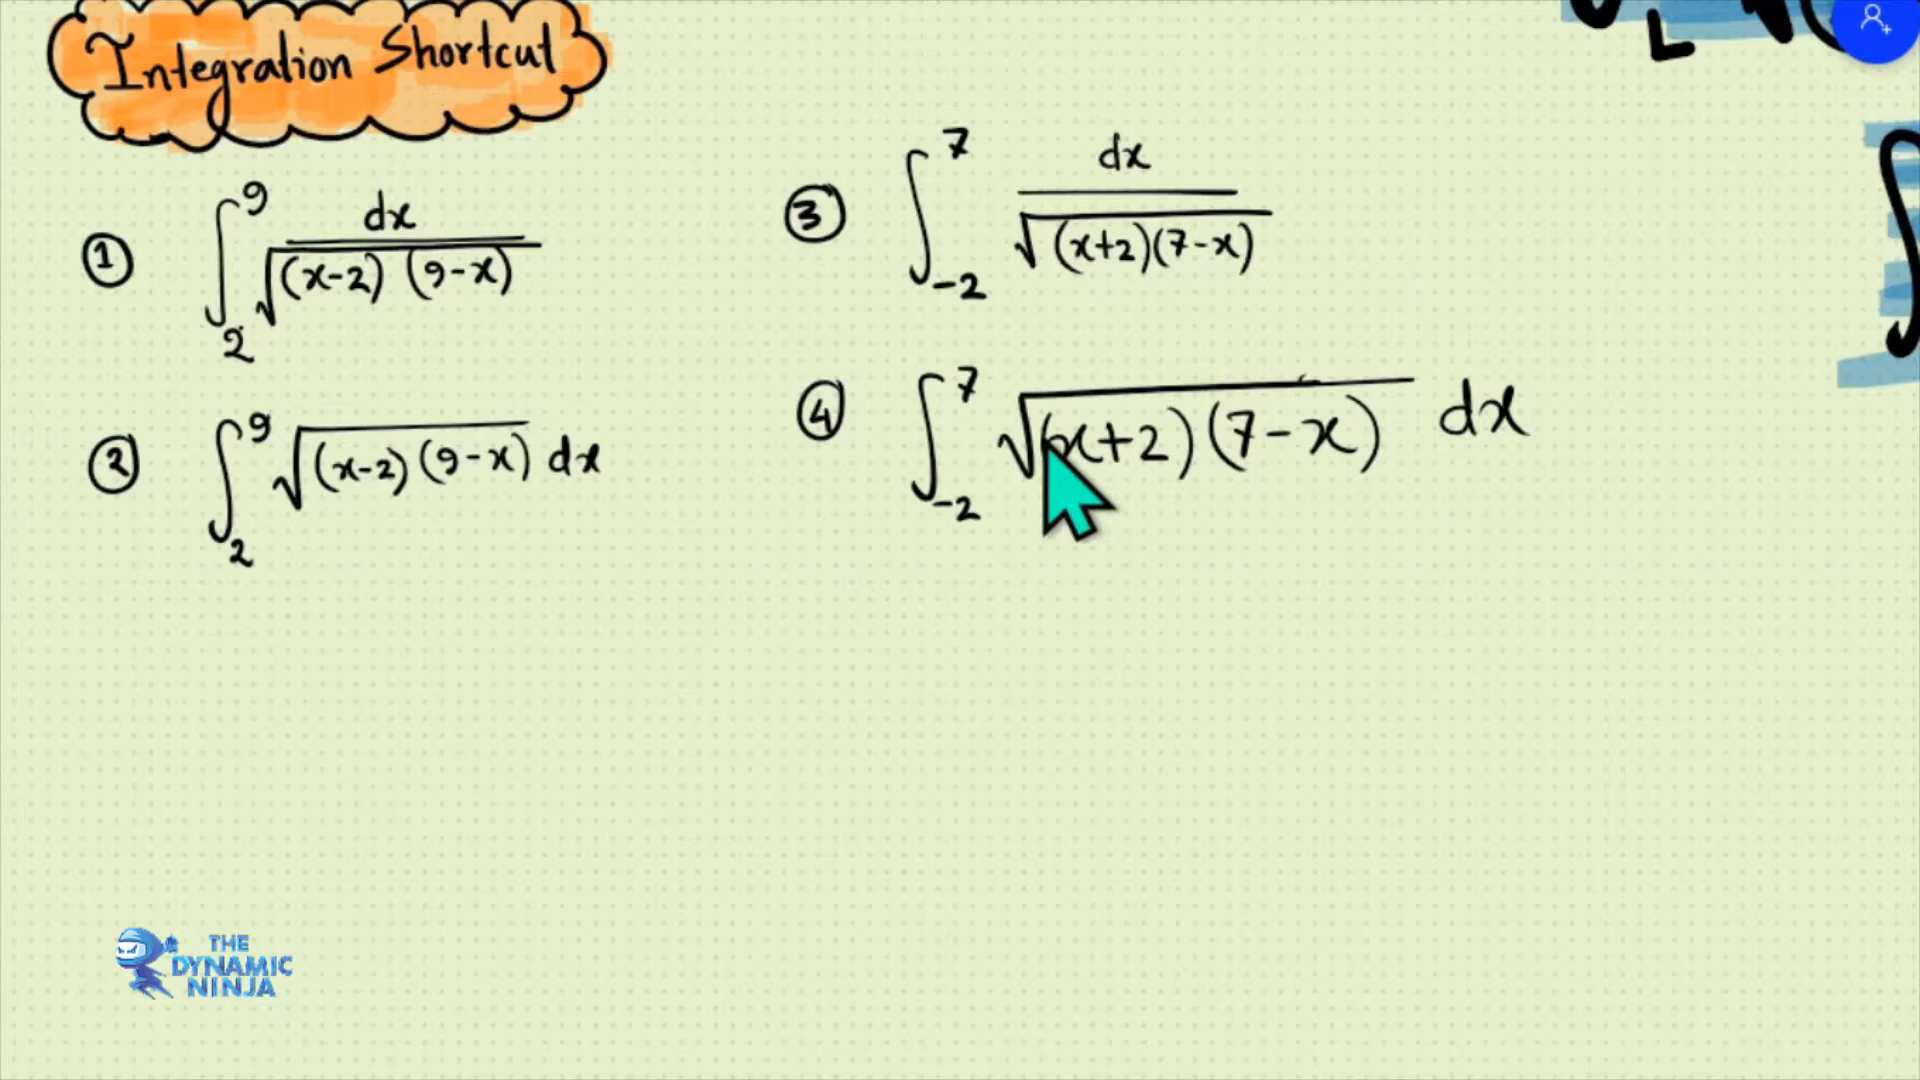 Integration Shortcut
① ∫₂⁹ dx / √((x-2) (9-x))
② ∫₂⁹ √((x-2)(9-x)) dx
③ ∫₋₂⁷ dx / √((x+2)(7-x))
④ ∫₋₂⁷ √((x+2)(7-x)) dx
THE
DYNAMIC
NINJA